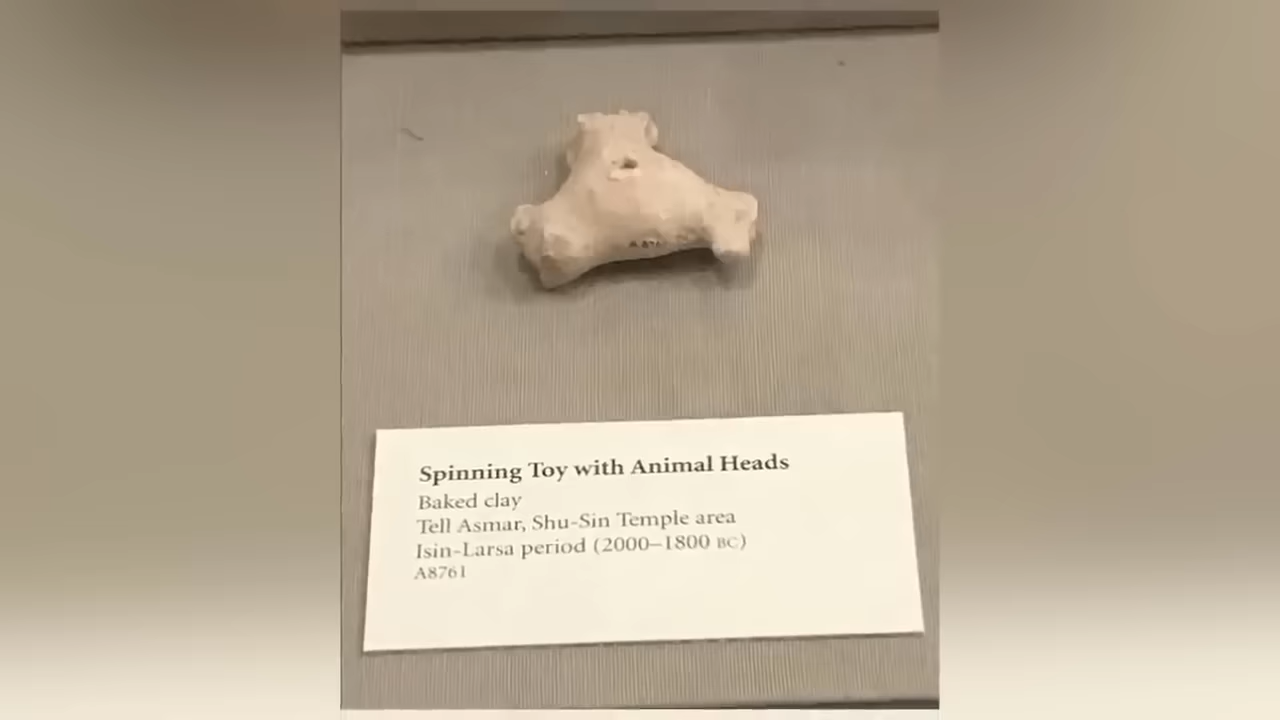 Spinning Toy with Animal Heads
Baked clay
Tell Asmar, Shu-Sin Temple area
Isin-Larsa period (2000–1800 BC)
A8761